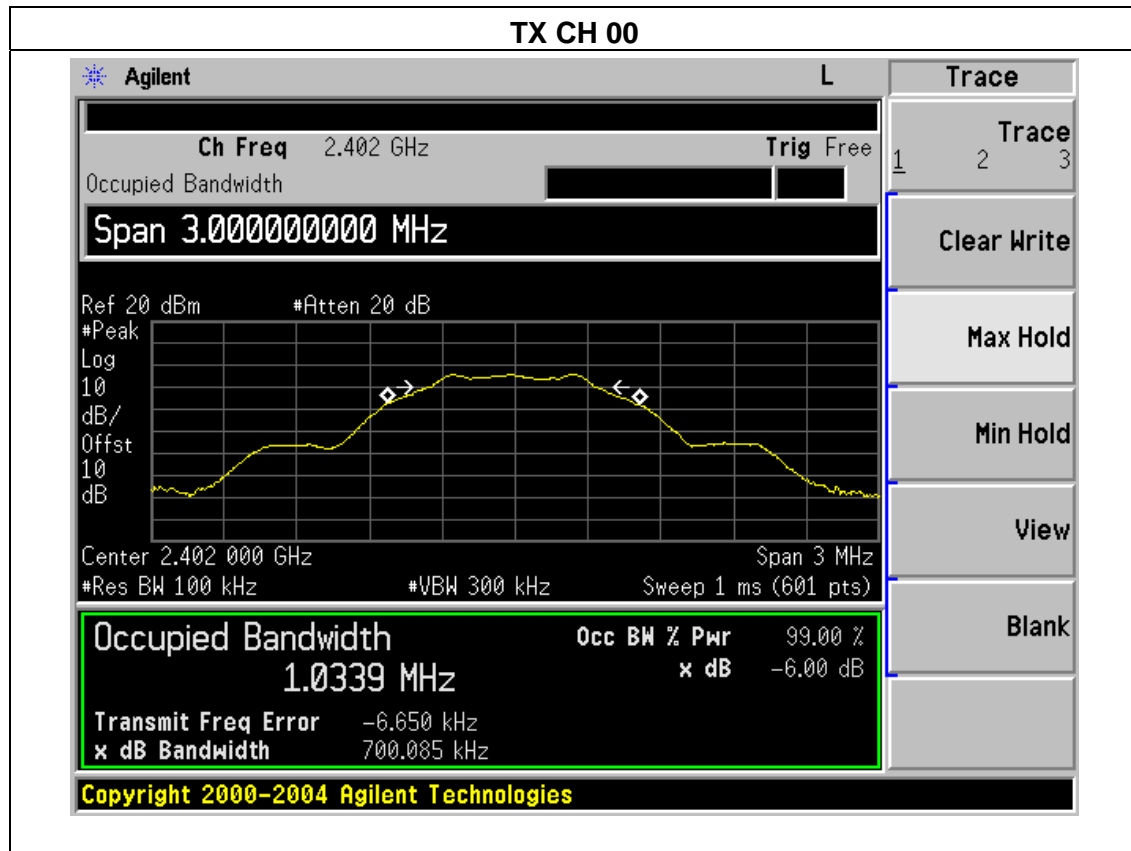 TX CH 00
Agilent L Trace
Ch Freq 2.402 GHz Trig Free
Occupied Bandwidth
Span 3.000000000 MHz
Ref 20 dBm #Atten 20 dB
#Peak
Log
10
dB/
Offst
10
dB
Center 2.402 000 GHz Span 3 MHz
#Res BW 100 kHz #VBW 300 kHz Sweep 1 ms (601 pts)
Occupied Bandwidth Occ BW % Pwr 99.00 %
1.0339 MHz x dB -6.00 dB
Transmit Freq Error -6.650 kHz
x dB Bandwidth 700.085 kHz
Copyright 2000-2004 Agilent Technologies
Trace
1 2 3
Clear Write
Max Hold
Min Hold
View
Blank